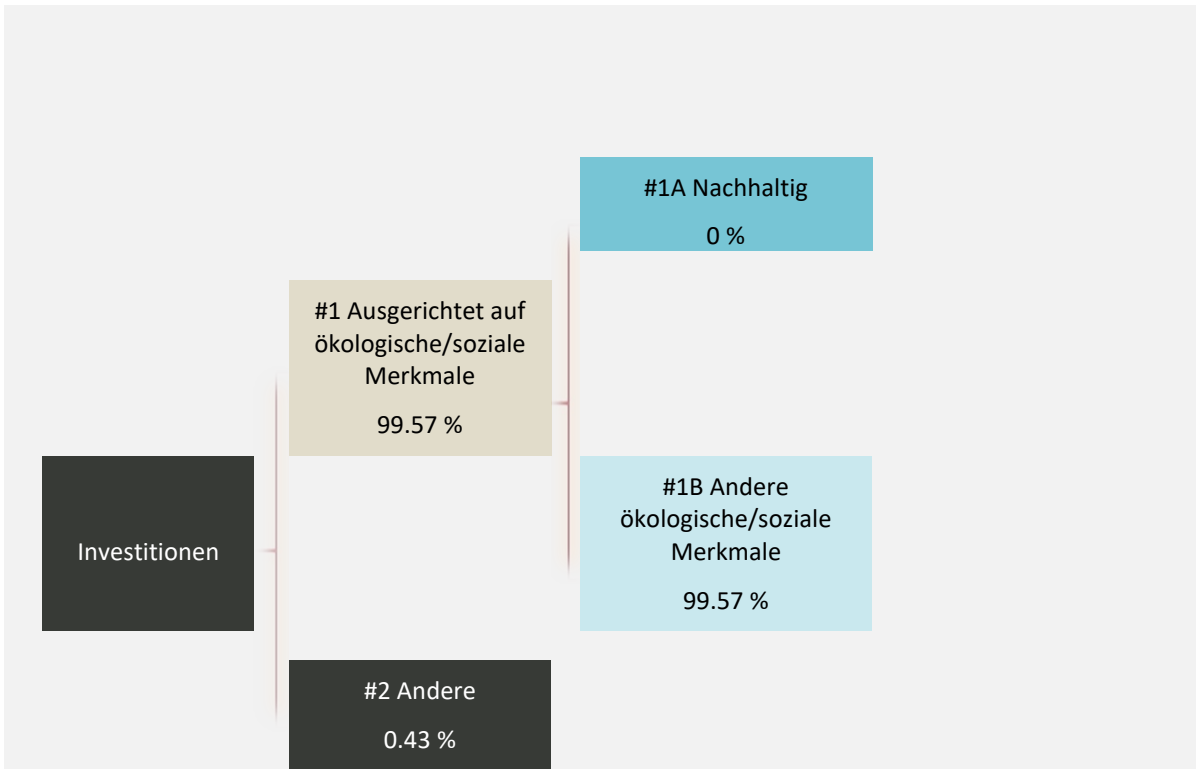 #1A Nachhaltig
0 %
#1 Ausgerichtet auf
ökologische/soziale
Merkmale
99.57 %
#1B Andere
ökologische/soziale
Merkmale
99.57 %
Investitionen
#2 Andere
0.43 %